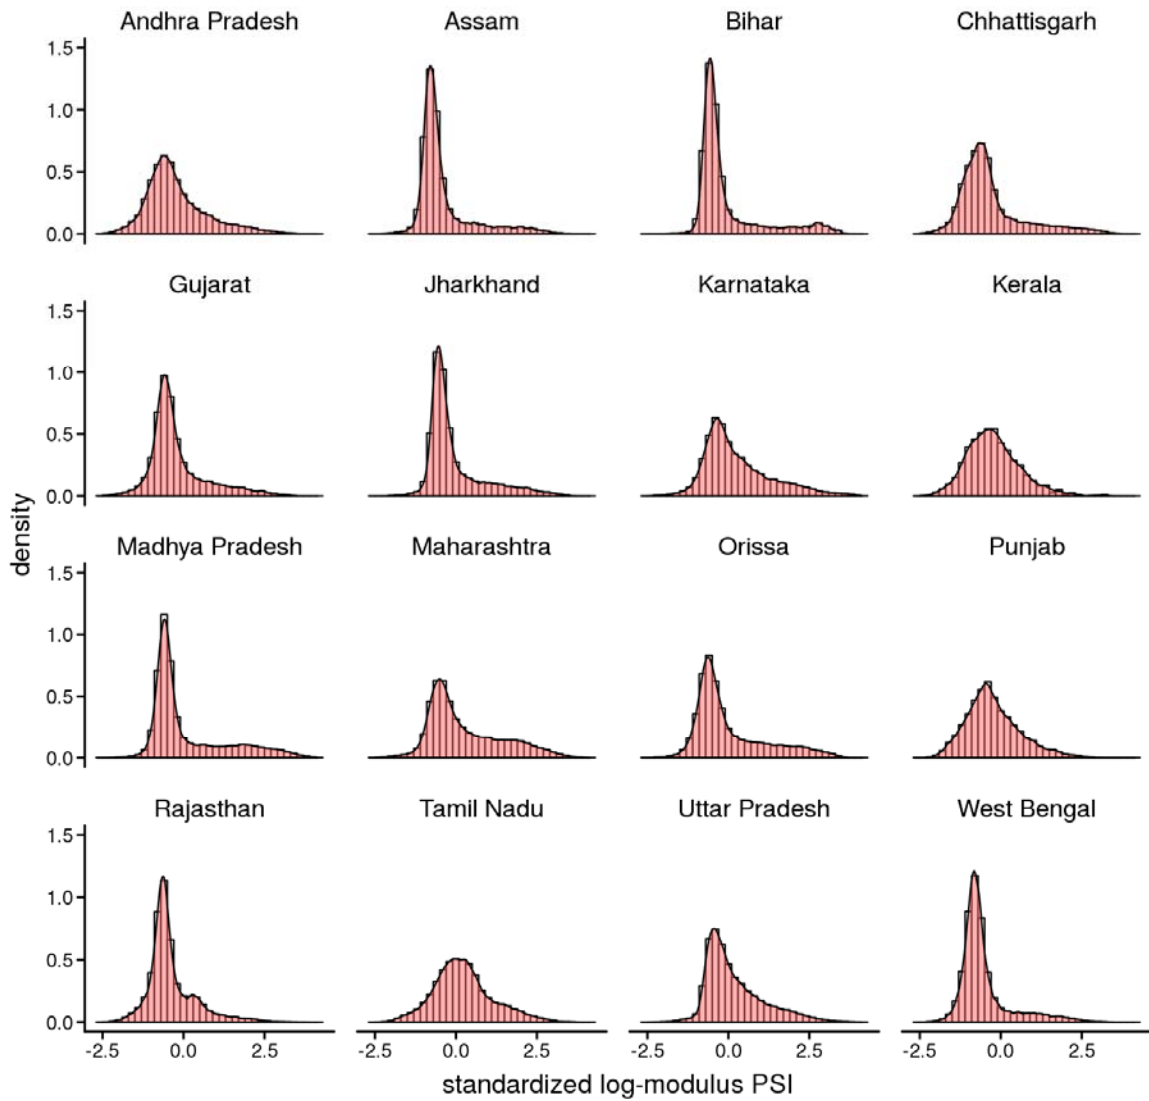 Andhra Pradesh Assam Bihar Chhattisgarh
1.5
1.0
0.5
0.0
Gujarat Jharkhand Karnataka Kerala
1.5
1.0
0.5
0.0
density
Madhya Pradesh Maharashtra Orissa Punjab
1.5
1.0
0.5
0.0
Rajasthan Tamil Nadu Uttar Pradesh West Bengal
1.5
1.0
0.5
0.0
-2.5 0.0 2.5 -2.5 0.0 2.5 -2.5 0.0 2.5 -2.5 0.0 2.5
standardized log-modulus PSI